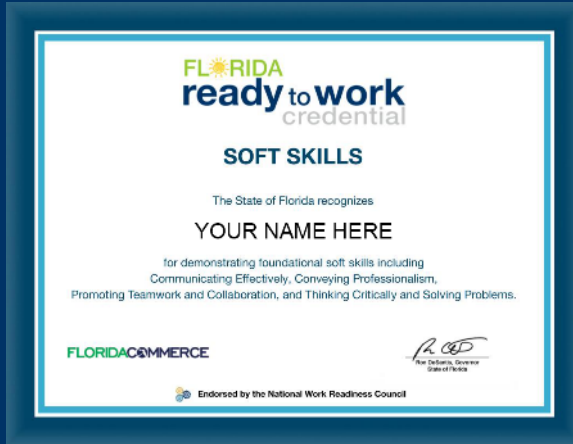 FLORIDA
ready to work
credential
SOFT SKILLS
The State of Florida recognizes
YOUR NAME HERE
for demonstrating foundational soft skills including
Communicating Effectively, Conveying Professionalism,
Promoting Teamwork and Collaboration, and Thinking Critically and Solving Problems.
FLORIDACOMMERCE
Ron DeSantis, Governor
State of Florida
Endorsed by the National Work Readiness Council